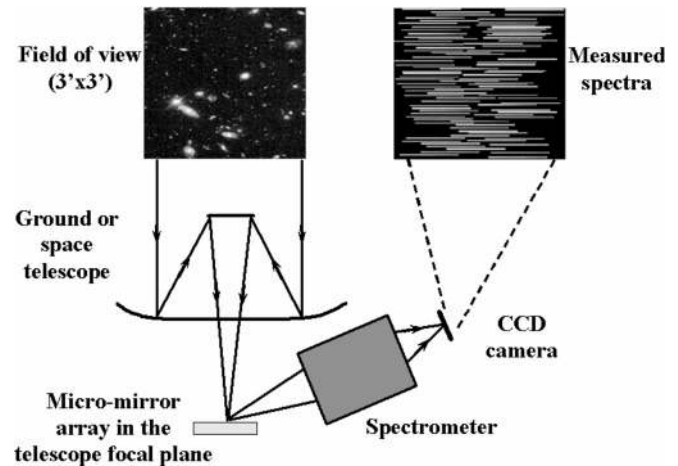 Field of view
(3'x3')
Measured
spectra
Ground or
space
telescope
CCD
camera
Micro-mirror
array in the
telescope focal plane
Spectrometer